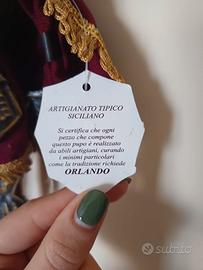 ARTIGIANATO TIPICO
SICILIANO
Si certifica che ogni
pezzo che compone
questo pupo è realizzato
da abili artigiani, curando
i minimi particolari
come la tradizione richiede
ORLANDO
subito